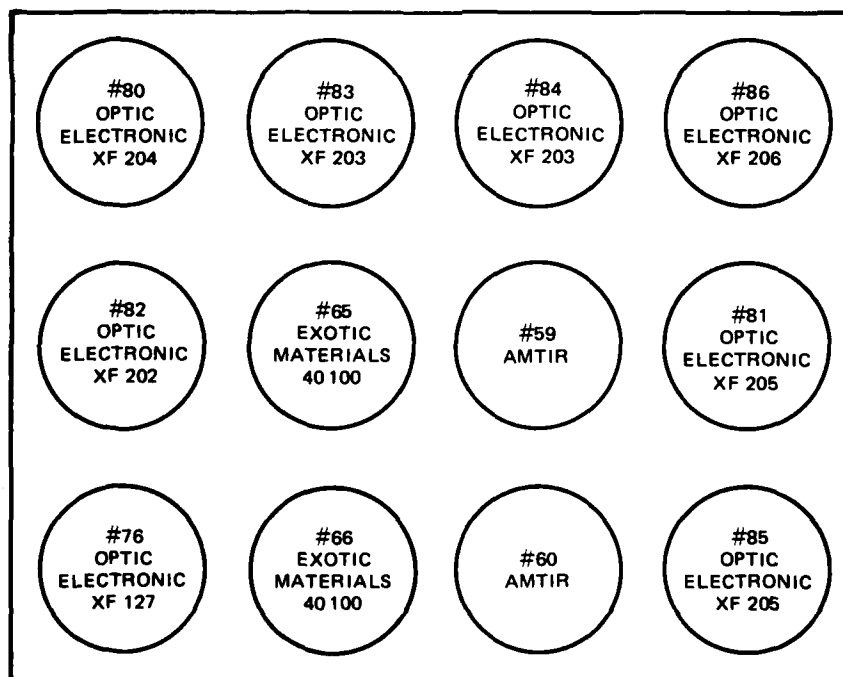 #80
OPTIC
ELECTRONIC
XF 204
#83
OPTIC
ELECTRONIC
XF 203
#84
OPTIC
ELECTRONIC
XF 203
#86
OPTIC
ELECTRONIC
XF 206
#82
OPTIC
ELECTRONIC
XF 202
#65
EXOTIC
MATERIALS
40 100
#59
AMTIR
#81
OPTIC
ELECTRONIC
XF 205
#76
OPTIC
ELECTRONIC
XF 127
#66
EXOTIC
MATERIALS
40 100
#60
AMTIR
#85
OPTIC
ELECTRONIC
XF 205